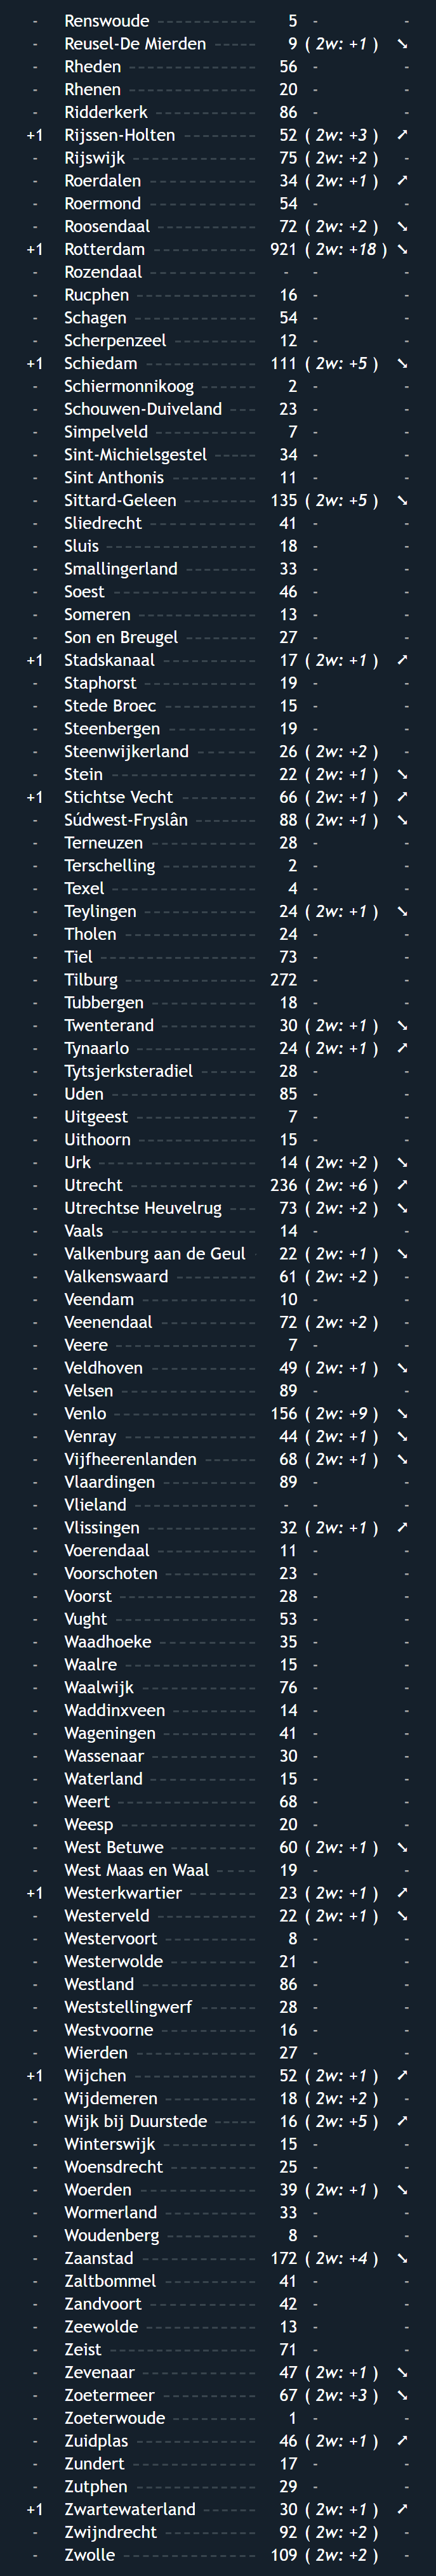 - Renswoude ------------- 5 - -
- Reusel-De Mierden ------ 9 ( 2w: +1 ) ➘
- Rheden ------------------ 56 - -
- Rhenen ------------------ 20 - -
- Ridderkerk -------------- 86 - -
+1 Rijssen-Holten ---------- 52 ( 2w: +3 ) ➚
- Rijswijk ----------------- 75 ( 2w: +2 ) -
- Roerdalen --------------- 34 ( 2w: +1 ) ➚
- Roermond --------------- 54 - -
- Roosendaal ------------- 72 ( 2w: +2 ) ➘
+1 Rotterdam -------------- 921 ( 2w: +18 ) ➘
- Rozendaal -------------- - - -
- Rucphen ---------------- 16 - -
- Schagen ----------------- 54 - -
- Scherpenzeel ----------- 12 - -
+1 Schiedam --------------- 111 ( 2w: +5 ) ➘
- Schiermonnikoog ------- 2 - -
- Schouwen-Duiveland --- 23 - -
- Simpelveld ------------- 7 - -
- Sint-Michielsgestel ----- 34 - -
- Sint Anthonis ----------- 11 - -
- Sittard-Geleen ---------- 135 ( 2w: +5 ) ➘
- Sliedrecht --------------- 41 - -
- Sluis --------------------- 18 - -
- Smallingerland --------- 33 - -
- Soest -------------------- 46 - -
- Someren ---------------- 13 - -
- Son en Breugel ---------- 27 - -
+1 Stadskanaal ------------ 17 ( 2w: +1 ) ➚
- Staphorst --------------- 19 - -
- Stede Broec ------------- 15 - -
- Steenbergen ------------ 19 - -
- Steenwijkerland -------- 26 ( 2w: +2 ) -
- Stein -------------------- 22 ( 2w: +1 ) ➘
+1 Stichtse Vecht ---------- 66 ( 2w: +1 ) ➚
- Súdwest-Fryslân -------- 88 ( 2w: +1 ) ➘
- Terneuzen -------------- 28 - -
- Terschelling ------------- 2 - -
- Texel -------------------- 4 - -
- Teylingen --------------- 24 ( 2w: +1 ) ➘
- Tholen ------------------ 24 - -
- Tiel ---------------------- 73 - -
- Tilburg ------------------ 272 - -
- Tubbergen -------------- 18 - -
- Twenterand ------------- 30 ( 2w: +1 ) ➘
- Tynaarlo ---------------- 24 ( 2w: +1 ) ➚
- Tytsjerksteradiel ------- 28 - -
- Uden -------------------- 85 - -
- Uitgeest ---------------- 7 - -
- Uithoorn --------------- 15 - -
- Urk ---------------------- 14 ( 2w: +2 ) ➘
- Utrecht ----------------- 236 ( 2w: +6 ) ➚
- Utrechtse Heuvelrug ---- 73 ( 2w: +2 ) ➘
- Vaals -------------------- 14 - -
- Valkenburg aan de Geul - 22 ( 2w: +1 ) ➘
- Valkenswaard ----------- 61 ( 2w: +2 ) -
- Veendam ---------------- 10 - -
- Veenendaal ------------- 72 ( 2w: +2 ) -
- Veere ------------------- 7 - -
- Veldhoven -------------- 49 ( 2w: +1 ) ➘
- Velsen ------------------ 89 - -
- Venlo ------------------- 156 ( 2w: +9 ) ➘
- Venray ------------------ 44 ( 2w: +1 ) ➘
- Vijfheerenlanden ------- 68 ( 2w: +1 ) ➘
- Vlaardingen ------------ 89 - -
- Vlieland ---------------- - - -
- Vlissingen --------------- 32 ( 2w: +1 ) ➚
- Voerendaal ------------- 11 - -
- Voorschoten ------------ 23 - -
- Voorst ------------------ 28 - -
- Vught ------------------- 53 - -
- Waadhoeke ------------- 35 - -
- Waalre ------------------ 15 - -
- Waalwijk ---------------- 76 - -
- Waddinxveen ----------- 14 - -
- Wageningen ------------ 41 - -
- Wassenaar -------------- 30 - -
- Waterland -------------- 15 - -
- Weert ------------------- 68 - -
- Weesp ------------------- 20 - -
- West Betuwe ------------ 60 ( 2w: +1 ) ➘
- West Maas en Waal ----- 19 - -
+1 Westerkwartier --------- 23 ( 2w: +1 ) ➚
- Westerveld ------------- 22 ( 2w: +1 ) ➘
- Westervoort ------------ 8 - -
- Westerwolde ------------ 21 - -
- Westland --------------- 86 - -
- Weststellingwerf ------- 28 - -
- Westvoorne ------------- 16 - -
- Wierden ---------------- 27 - -
+1 Wijchen ---------------- 52 ( 2w: +1 ) ➚
- Wijdemeren ------------- 18 ( 2w: +2 ) -
- Wijk bij Duurstede ------ 16 ( 2w: +5 ) ➚
- Winterswijk ------------- 15 - -
- Woensdrecht ------------ 25 - -
- Woerden ---------------- 39 ( 2w: +1 ) ➘
- Wormerland ------------ 33 - -
- Woudenberg ------------ 8 - -
- Zaanstad --------------- 172 ( 2w: +4 ) ➘
- Zaltbommel ------------ 41 - -
- Zandvoort -------------- 42 - -
- Zeewolde --------------- 13 - -
- Zeist -------------------- 71 - -
- Zevenaar --------------- 47 ( 2w: +1 ) ➘
- Zoetermeer ------------- 67 ( 2w: +3 ) ➘
- Zoeterwoude ----------- 1 - -
- Zuidplas ---------------- 46 ( 2w: +1 ) ➚
- Zundert ----------------- 17 - -
- Zutphen ---------------- 29 - -
+1 Zwartewaterland ------- 30 ( 2w: +1 ) ➚
- Zwijndrecht ------------- 92 ( 2w: +2 ) -
- Zwolle ------------------ 109 ( 2w: +2 ) -